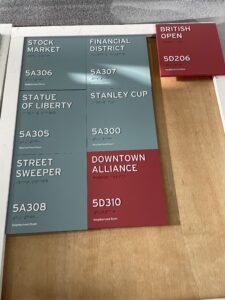 STOCK
MARKET
5A306
FINANCIAL
DISTRICT
5A307
BRITISH
OPEN
5D206
STATUE
OF LIBERTY
5A305
STANLEY CUP
5A300
STREET
SWEEPER
5A308
DOWNTOWN
ALLIANCE
5D310